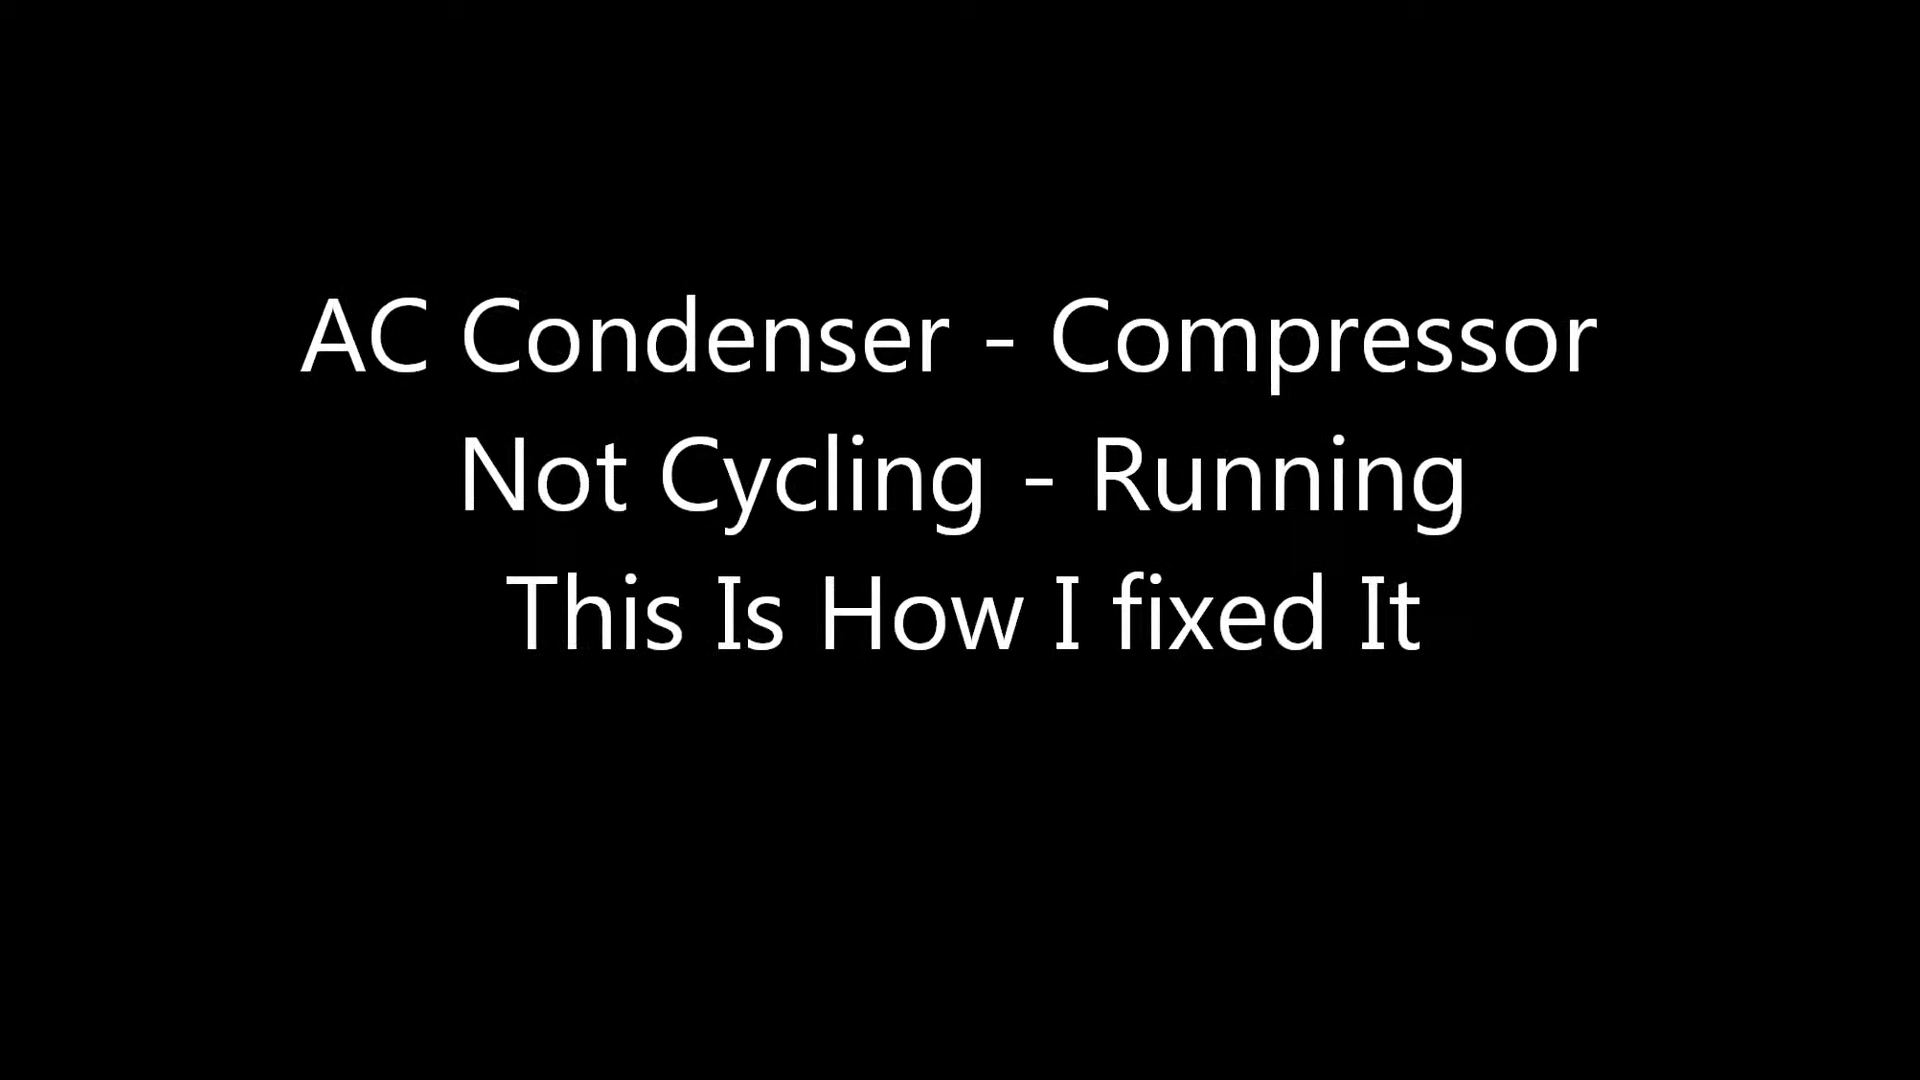 AC Condenser - Compressor
Not Cycling - Running
This Is How I fixed It